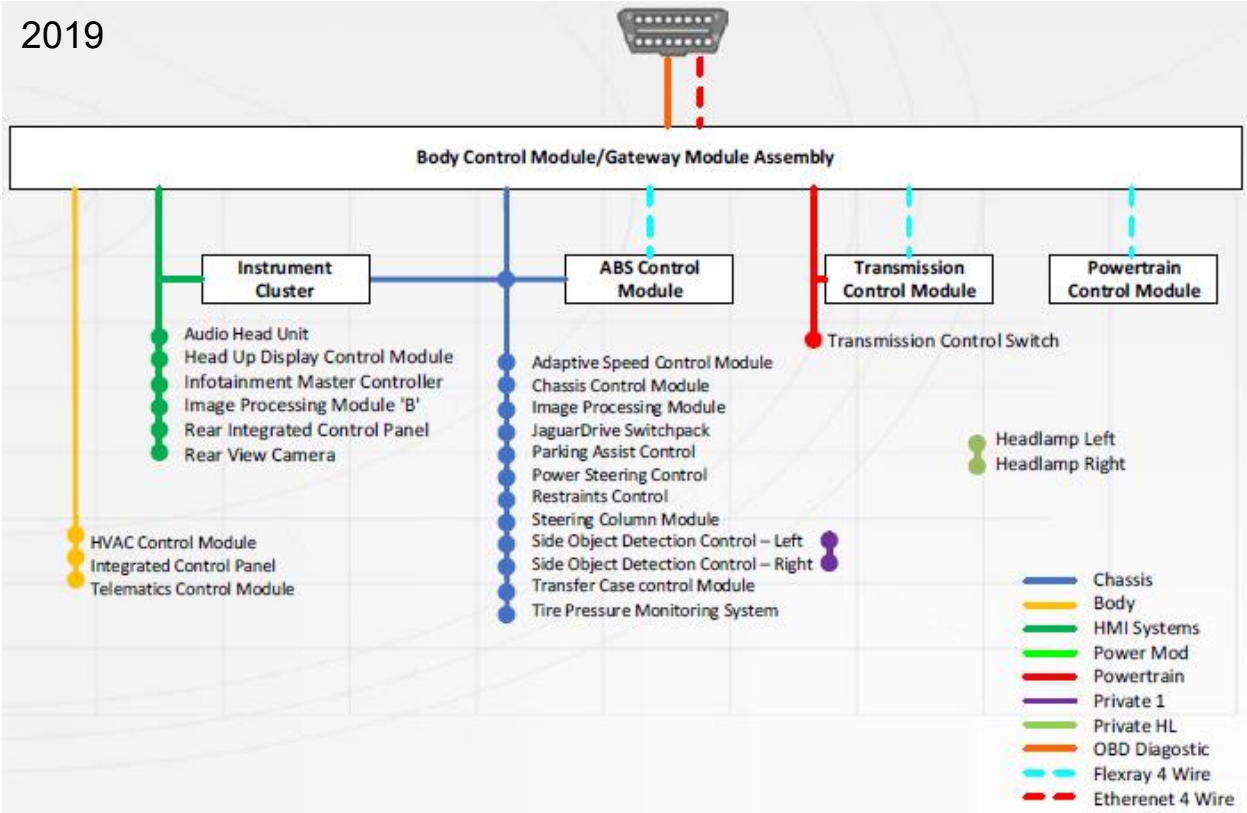 2019
Body Control Module/Gateway Module Assembly
Instrument
Cluster
ABS Control
Module
Transmission
Control Module
Powertrain
Control Module
Audio Head Unit
Head Up Display Control Module
Infotainment Master Controller
Image Processing Module 'B'
Rear Integrated Control Panel
Rear View Camera
Transmission Control Switch
Adaptive Speed Control Module
Chassis Control Module
Image Processing Module
JaguarDrive Switchpack
Parking Assist Control
Power Steering Control
Restraints Control
Steering Column Module
Side Object Detection Control – Left
Side Object Detection Control – Right
Transfer Case control Module
Tire Pressure Monitoring System
Headlamp Left
Headlamp Right
HVAC Control Module
Integrated Control Panel
Telematics Control Module
Chassis
Body
HMI Systems
Power Mod
Powertrain
Private 1
Private HL
OBD Diagostic
Flexray 4 Wire
Etherenet 4 Wire